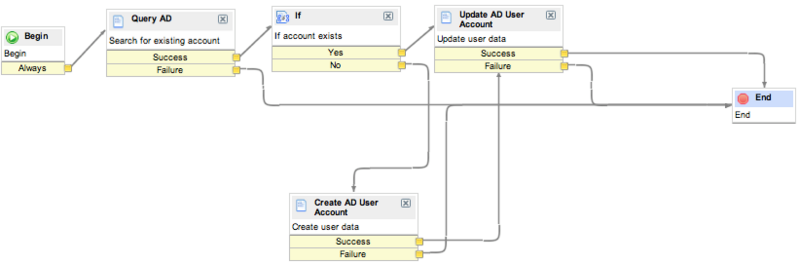 Begin
Begin
Always
Query AD
Search for existing account
Success
Failure
If
If account exists
Yes
No
Update AD User
Account
Update user data
Success
Failure
End
End
Create AD User
Account
Create user data
Success
Failure